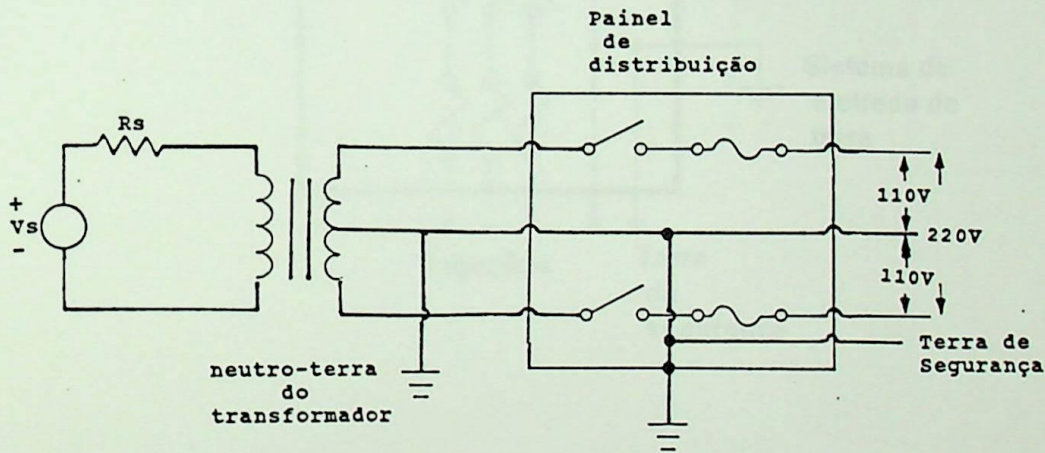 Painel
de
distribuição
Rs
+
Vs
-
110V
220V
110V
Terra de
Segurança
neutro-terra
do
transformador